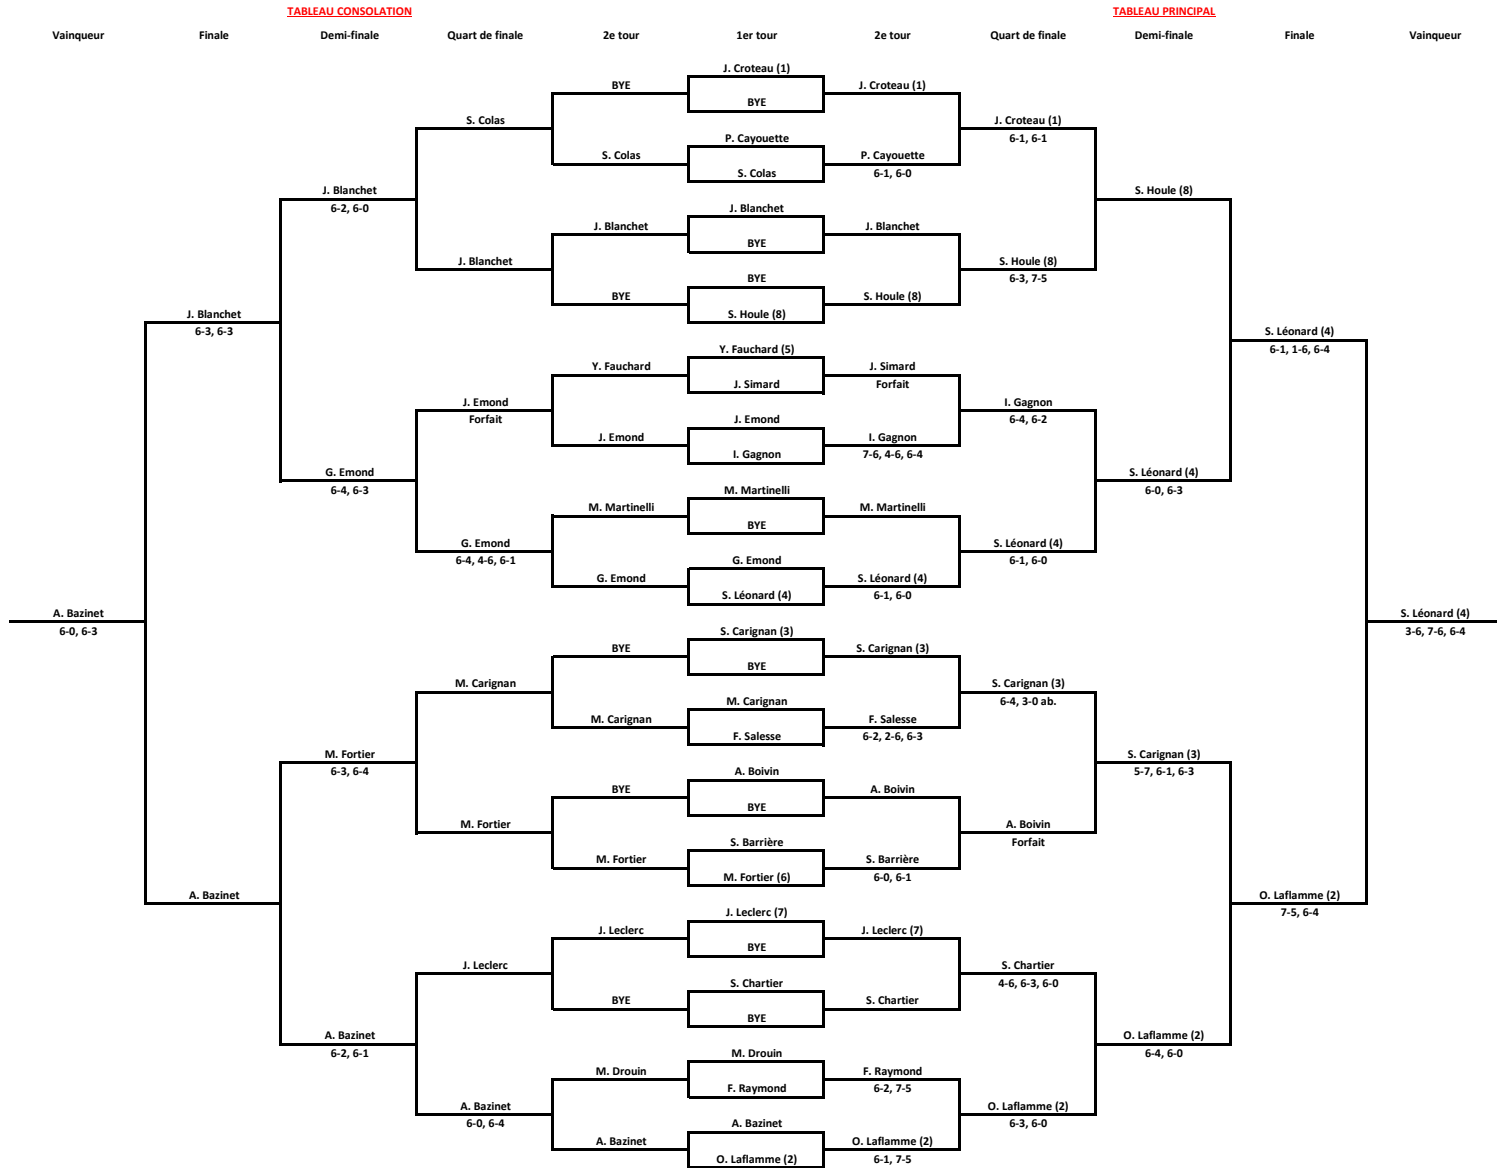 TABLEAU CONSOLATION TABLEAU PRINCIPAL
Vainqueur Finale Demi-finale Quart de finale 2e tour 1er tour 2e tour Quart de finale Demi-finale Finale Vainqueur
J. Croteau (1)
BYE J. Croteau (1)
BYE
S. Colas J. Croteau (1)
P. Cayouette 6-1, 6-1
S. Colas P. Cayouette
S. Colas 6-1, 6-0
J. Blanchet S. Houle (8)
6-2, 6-0 J. Blanchet
J. Blanchet J. Blanchet
BYE
J. Blanchet S. Houle (8)
BYE 6-3, 7-5
BYE S. Houle (8)
J. Blanchet S. Houle (8)
6-3, 6-3 S. Léonard (4)
Y. Fauchard (5) 6-1, 1-6, 6-4
Y. Fauchard J. Simard
J. Simard Forfait
J. Emond I. Gagnon
Forfait J. Emond 6-4, 6-2
J. Emond I. Gagnon
I. Gagnon 7-6, 4-6, 6-4
G. Emond S. Léonard (4)
6-4, 6-3 M. Martinelli 6-0, 6-3
M. Martinelli M. Martinelli
BYE
G. Emond S. Léonard (4)
6-4, 4-6, 6-1 G. Emond 6-1, 6-0
G. Emond S. Léonard (4)
S. Léonard (4) 6-1, 6-0
A. Bazinet S. Léonard (4)
6-0, 6-3 S. Carignan (3) 3-6, 7-6, 6-4
BYE S. Carignan (3)
BYE
M. Carignan S. Carignan (3)
M. Carignan 6-4, 3-0 ab.
M. Carignan F. Salesse
F. Salesse 6-2, 2-6, 6-3
M. Fortier S. Carignan (3)
6-3, 6-4 A. Boivin 5-7, 6-1, 6-3
BYE A. Boivin
BYE
M. Fortier A. Boivin
S. Barrière Forfait
M. Fortier S. Barrière
M. Fortier (6) 6-0, 6-1
A. Bazinet O. Laflamme (2)
J. Leclerc (7) 7-5, 6-4
J. Leclerc J. Leclerc (7)
BYE
J. Leclerc S. Chartier
S. Chartier 4-6, 6-3, 6-0
BYE S. Chartier
BYE
A. Bazinet O. Laflamme (2)
6-2, 6-1 M. Drouin 6-4, 6-0
M. Drouin F. Raymond
F. Raymond 6-2, 7-5
A. Bazinet O. Laflamme (2)
6-0, 6-4 A. Bazinet 6-3, 6-0
A. Bazinet O. Laflamme (2)
O. Laflamme (2) 6-1, 7-5